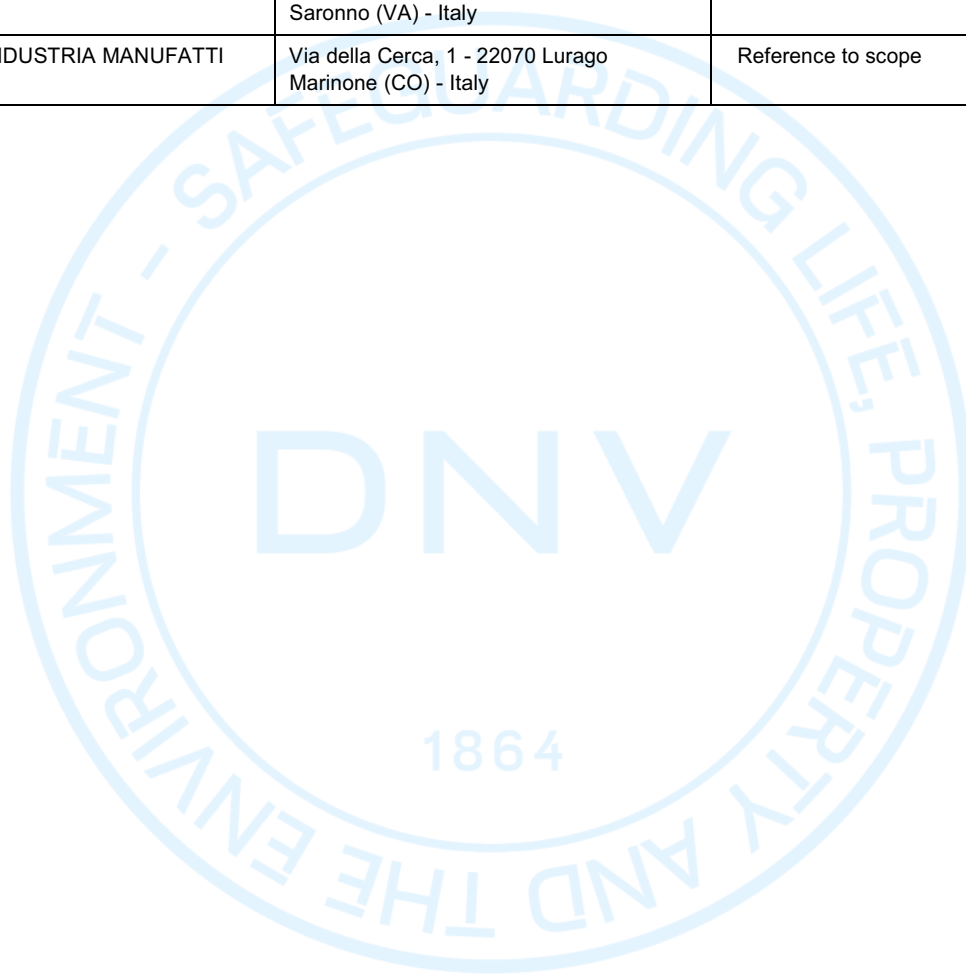 Saronno (VA) - Italy
NDUSTRIA MANUFATTI
Via della Cerca, 1 - 22070 Lurago
Marinone (CO) - Italy
Reference to scope
SAFEGUARDING LIFE, PROPERTY AND THE ENVIRONMENT -
DNV
1864